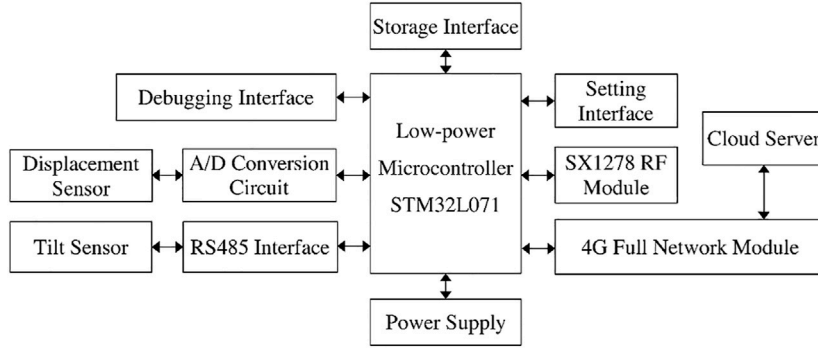 Storage Interface
Debugging Interface
Setting
Interface
Low-power
Microcontroller
STM32L071
Cloud Server
Displacement
Sensor
A/D Conversion
Circuit
SX1278 RF
Module
Tilt Sensor
RS485 Interface
4G Full Network Module
Power Supply